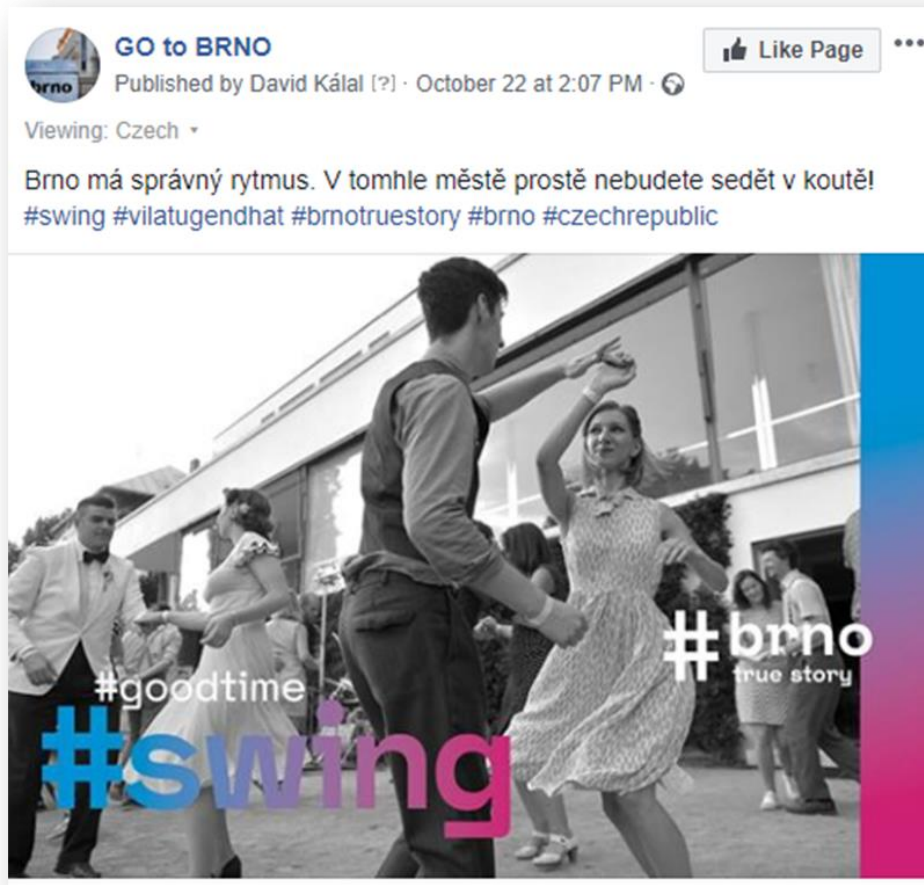 GO to BRNO
Like Page
Published by David Kálal [?] · October 22 at 2:07 PM ·
brno
Viewing: Czech
Brno má správný rytmus. V tomhle městě prostě nebudete sedět v koutě!
#swing #vilatugendhat #brnotruestory #brno #czechrepublic
#brno
true story
#goodtime
#swing